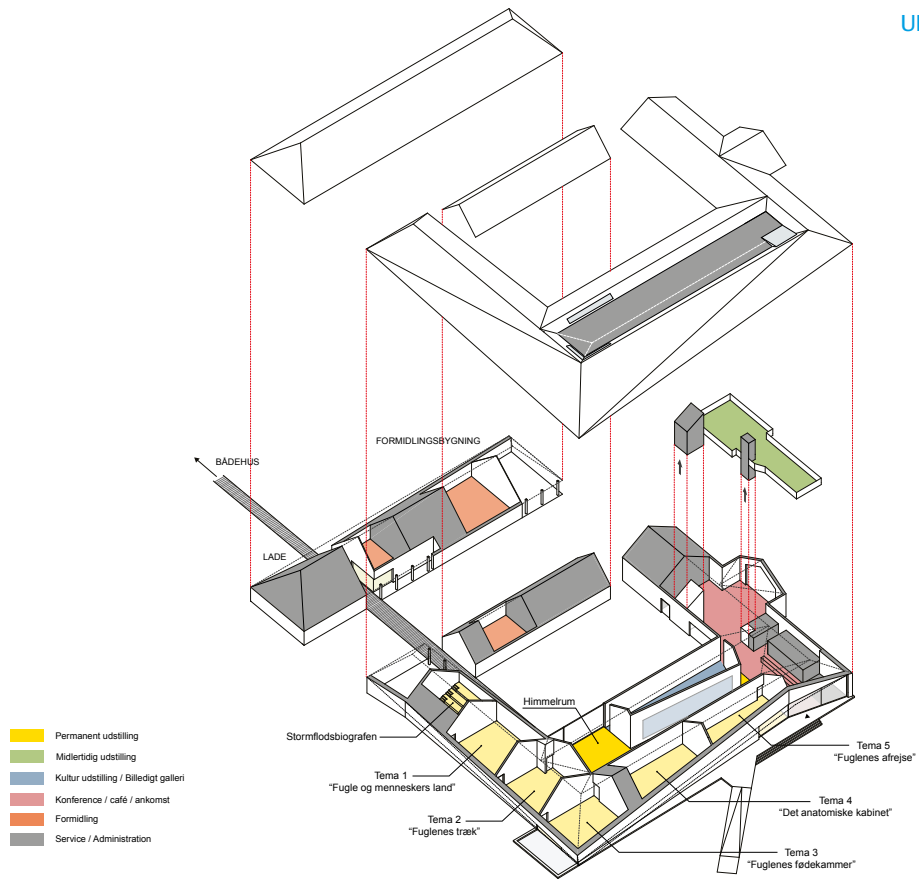 Ul
FORMIDLINGSBYGNING
BÅDEHUS
LADE
Himmelrum
Stormflodsbiografen
Tema 1
“Fugle og menneskers land”
Tema 2
“Fuglenes træk”
Tema 5
“Fuglenes afrejse”
Tema 4
“Det anatomiske kabinet”
Tema 3
“Fuglenes fødekammer”
Permanent udstilling
Midlertidig udstilling
Kultur udstilling / Billedigt galleri
Konference / café / ankomst
Formidling
Service / Administration